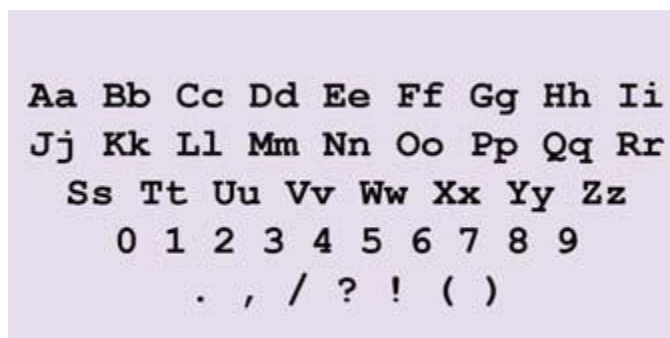 Aa Bb Cc Dd Ee Ff Gg Hh Ii
Jj Kk Ll Mm Nn Oo Pp Qq Rr
Ss Tt Uu Vv Ww Xx Yy Zz
0 1 2 3 4 5 6 7 8 9
. , / ? ! ( )